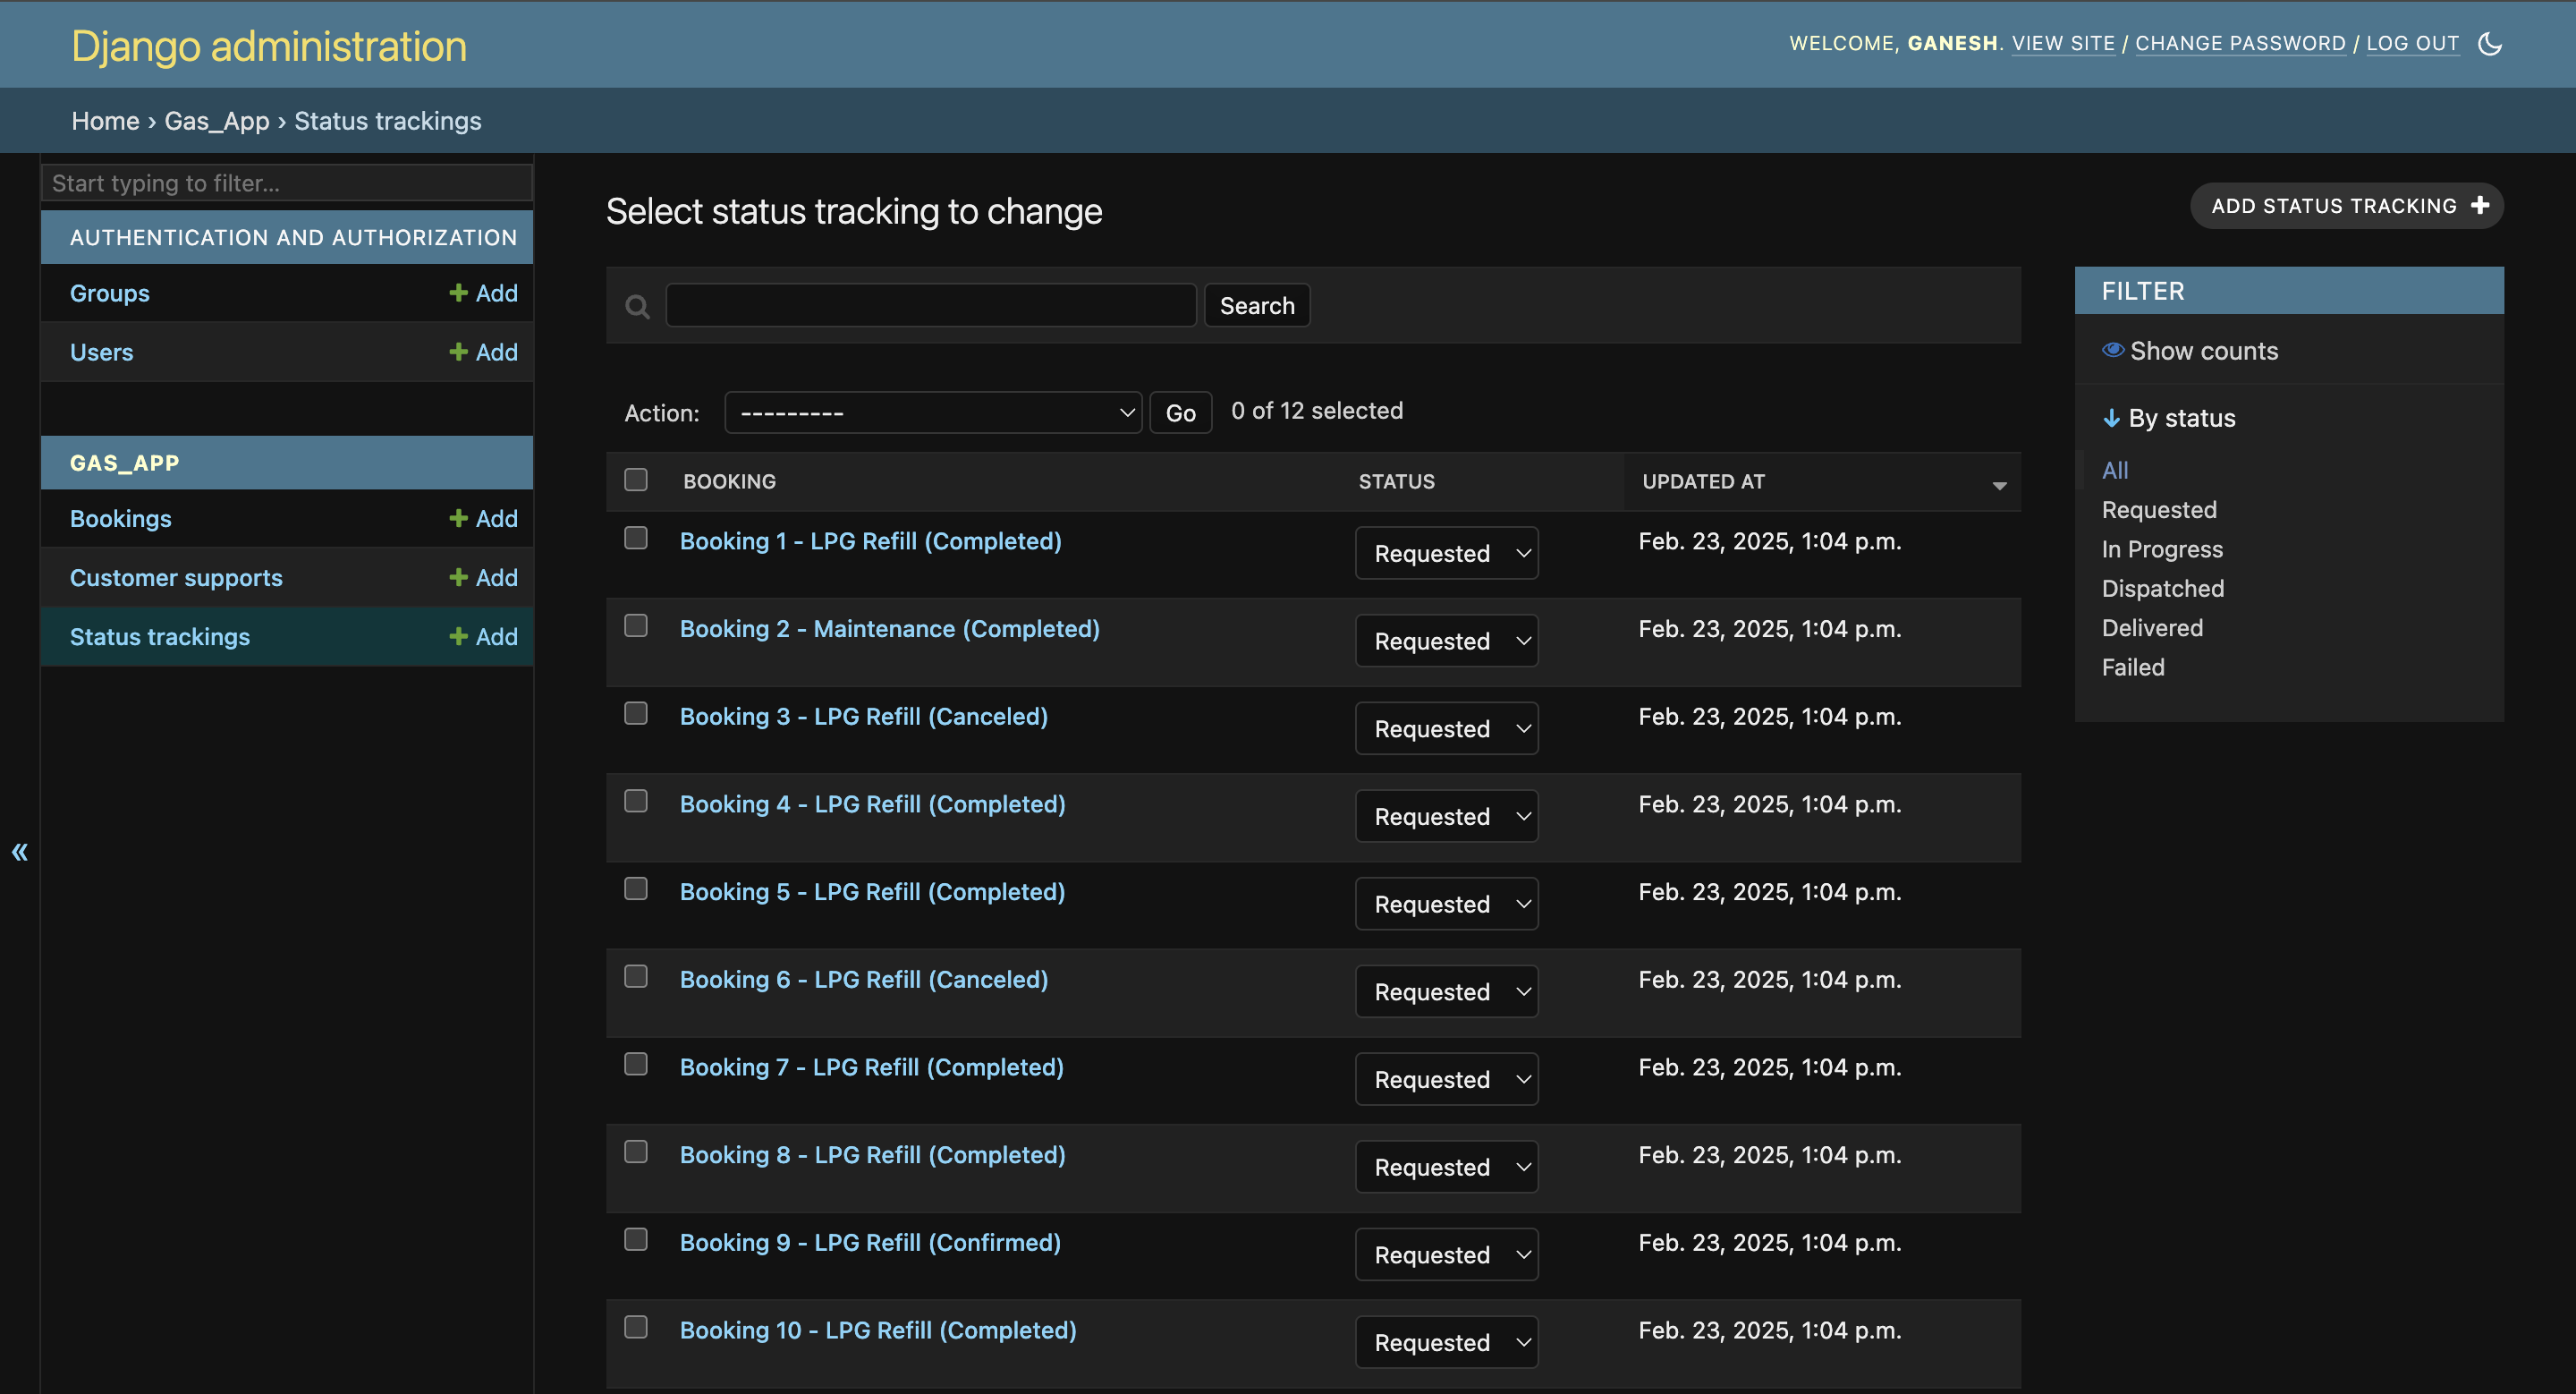 Django administration
WELCOME, GANESH. VIEW SITE / CHANGE PASSWORD / LOG OUT
Home › Gas_App › Status trackings
Start typing to filter...
AUTHENTICATION AND AUTHORIZATION
Groups + Add
Users + Add
GAS_APP
Bookings + Add
Customer supports + Add
Status trackings + Add
«
Select status tracking to change
ADD STATUS TRACKING +
Search
Action: --------- Go 0 of 12 selected
BOOKING STATUS UPDATED AT
Booking 1 - LPG Refill (Completed) Requested Feb. 23, 2025, 1:04 p.m.
Booking 2 - Maintenance (Completed) Requested Feb. 23, 2025, 1:04 p.m.
Booking 3 - LPG Refill (Canceled) Requested Feb. 23, 2025, 1:04 p.m.
Booking 4 - LPG Refill (Completed) Requested Feb. 23, 2025, 1:04 p.m.
Booking 5 - LPG Refill (Completed) Requested Feb. 23, 2025, 1:04 p.m.
Booking 6 - LPG Refill (Canceled) Requested Feb. 23, 2025, 1:04 p.m.
Booking 7 - LPG Refill (Completed) Requested Feb. 23, 2025, 1:04 p.m.
Booking 8 - LPG Refill (Completed) Requested Feb. 23, 2025, 1:04 p.m.
Booking 9 - LPG Refill (Confirmed) Requested Feb. 23, 2025, 1:04 p.m.
Booking 10 - LPG Refill (Completed) Requested Feb. 23, 2025, 1:04 p.m.
FILTER
Show counts
↓ By status
All
Requested
In Progress
Dispatched
Delivered
Failed